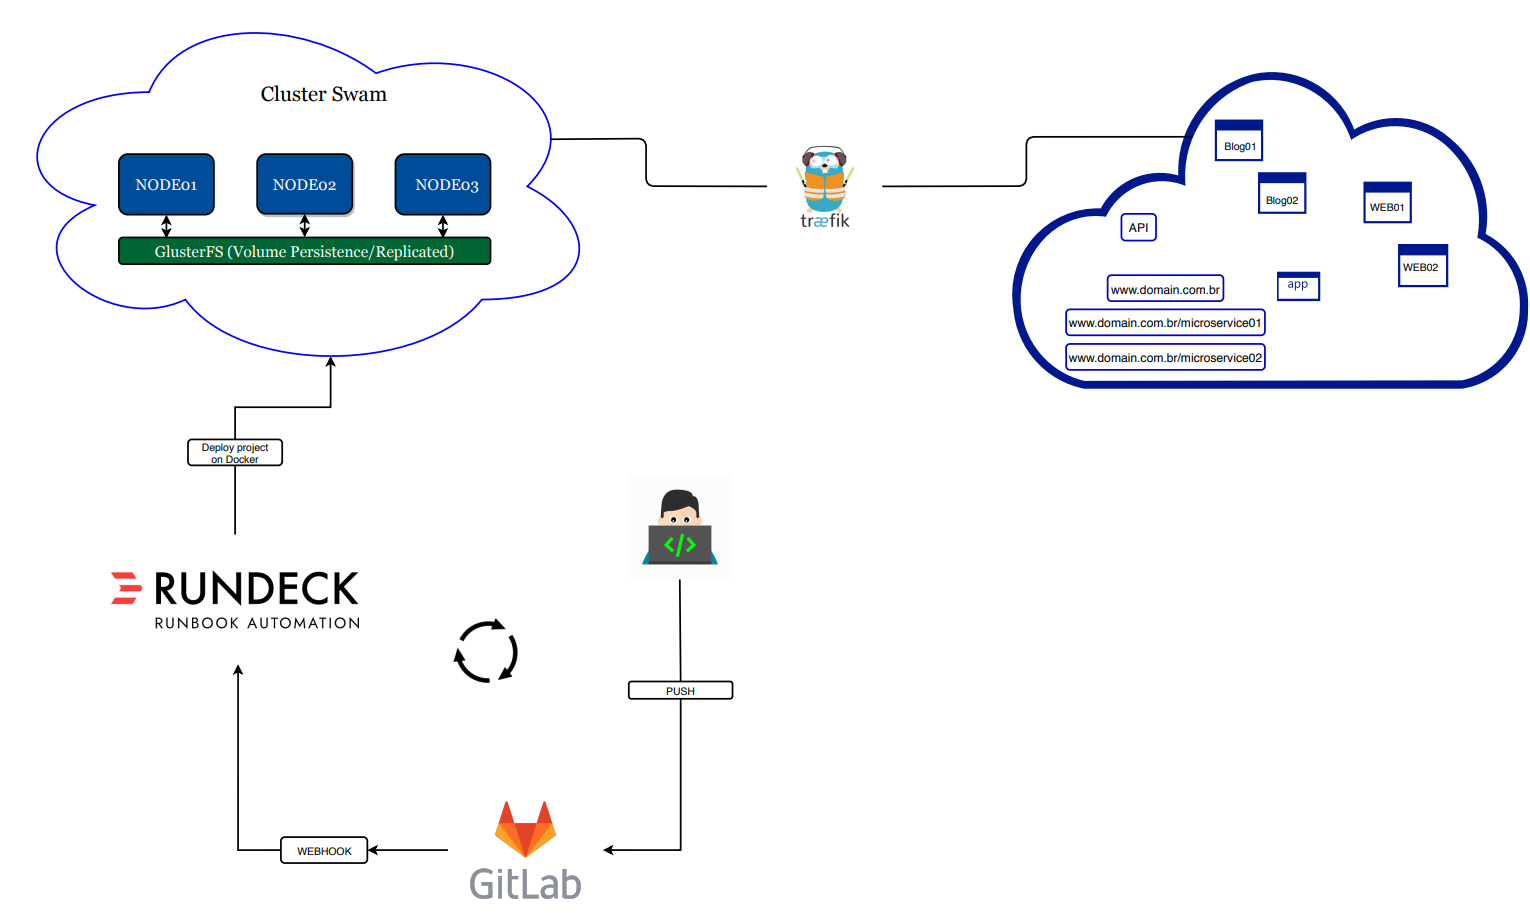 Cluster Swam
NODE01
NODE02
NODE03
GlusterFS (Volume Persistence/Replicated)
træfik
Blog01
Blog02
WEB01
API
WEB02
www.domain.com.br
app
www.domain.com.br/microservice01
www.domain.com.br/microservice02
Deploy project
on Docker
</>
RUNDECK
RUNBOOK AUTOMATION
PUSH
WEBHOOK
GitLab